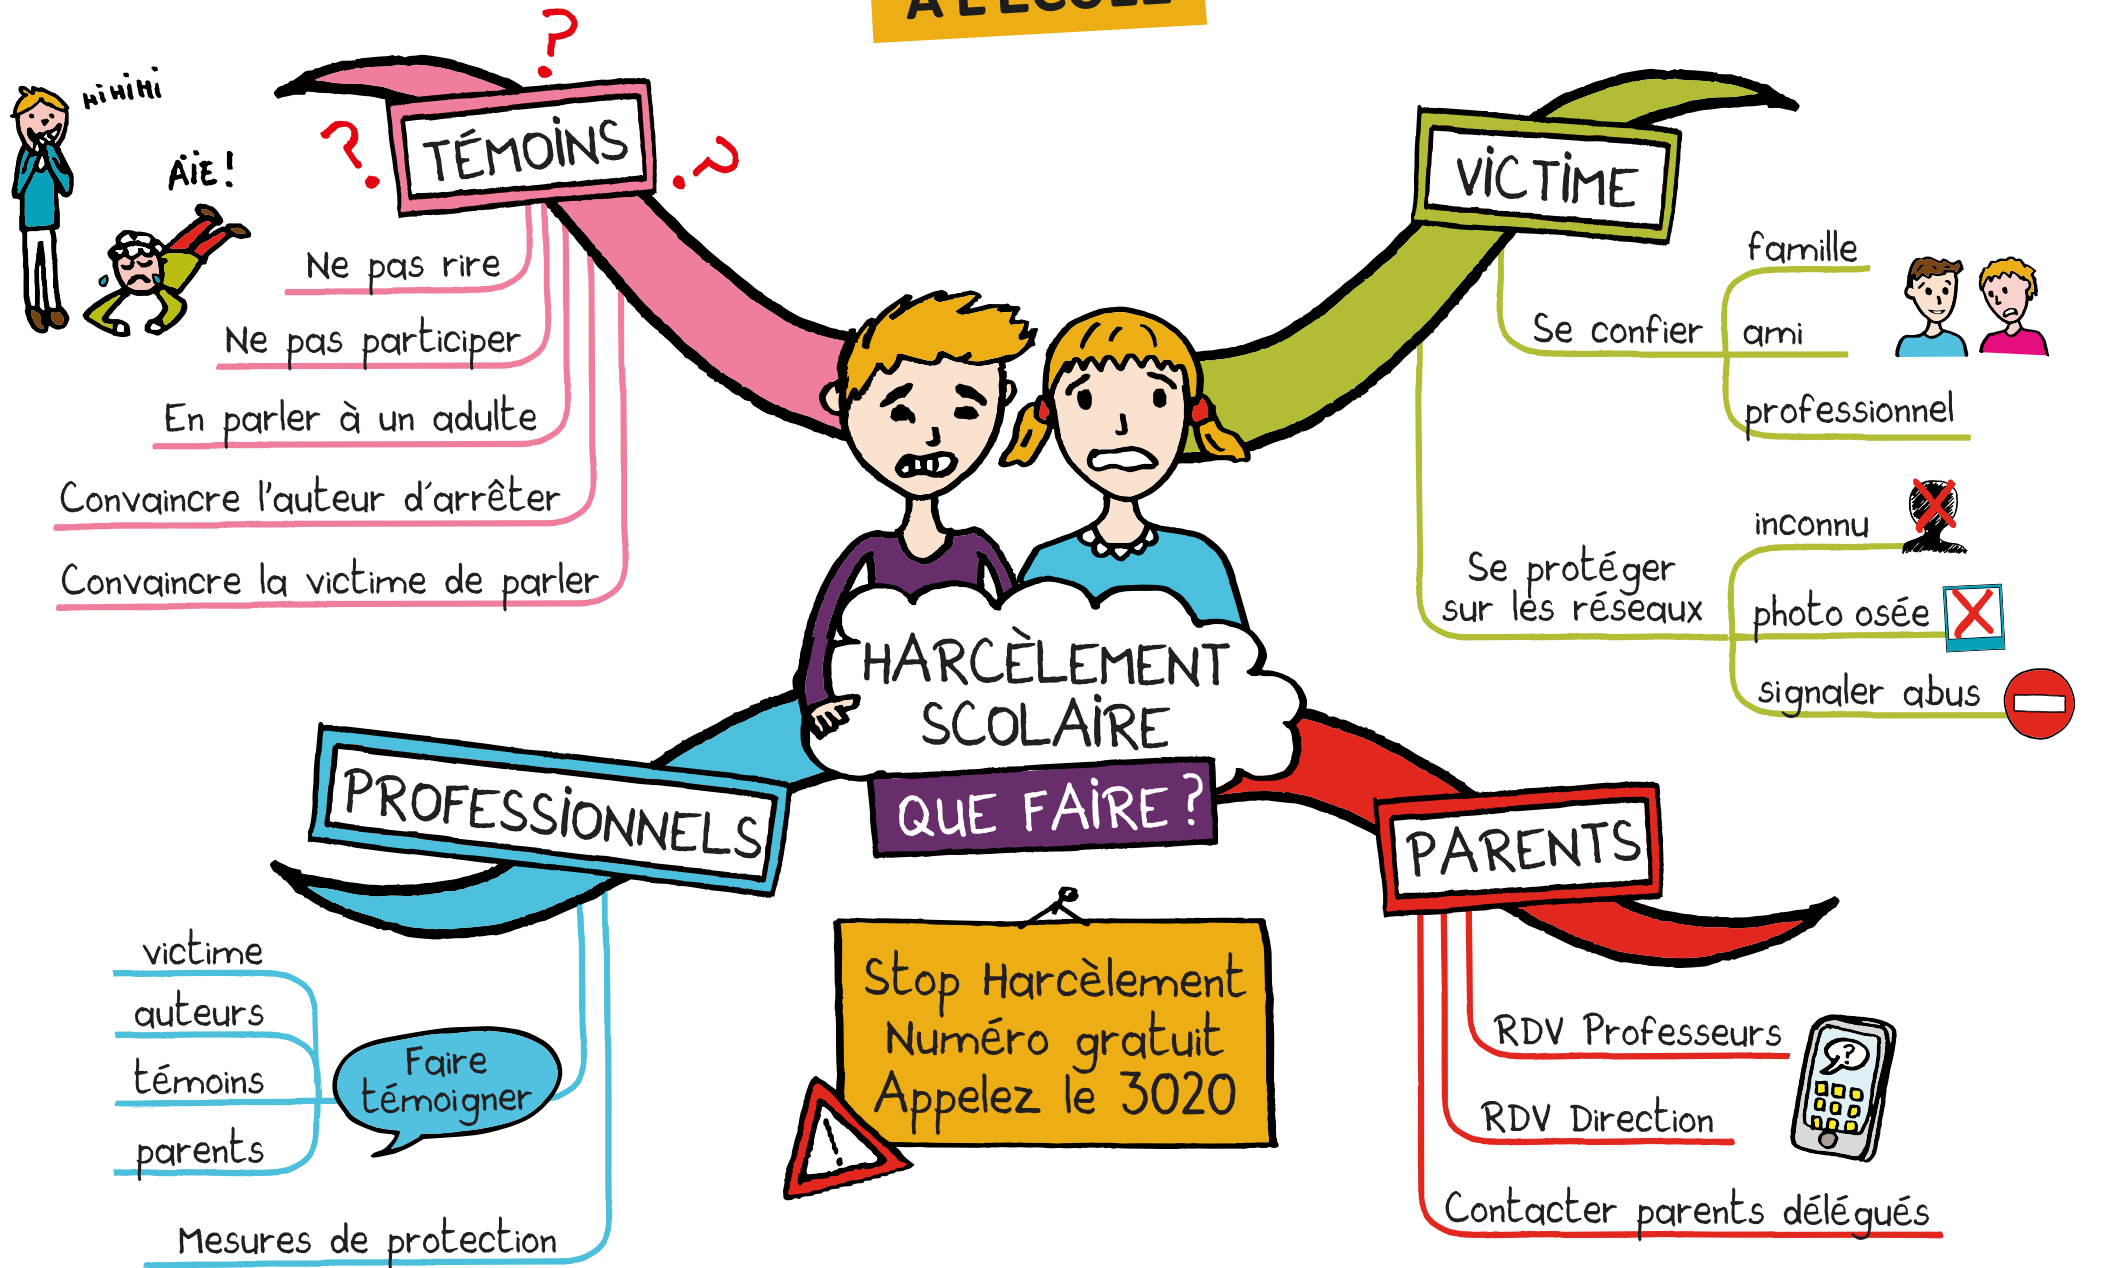 À L'ÉCOLE
HiHiHi
AÏE !
TÉMOINS
Ne pas rire
Ne pas participer
En parler à un adulte
Convaincre l'auteur d'arrêter
Convaincre la victime de parler
VICTIME
Se confier
famille
ami
professionnel
Se protéger
sur les réseaux
inconnu
photo osée
signaler abus
HARCÈLEMENT
SCOLAIRE
QUE FAIRE ?
PROFESSIONNELS
Faire
témoigner
victime
auteurs
témoins
parents
Mesures de protection
Stop Harcèlement
Numéro gratuit
Appelez le 3020
PARENTS
RDV Professeurs
RDV Direction
Contacter parents délégués